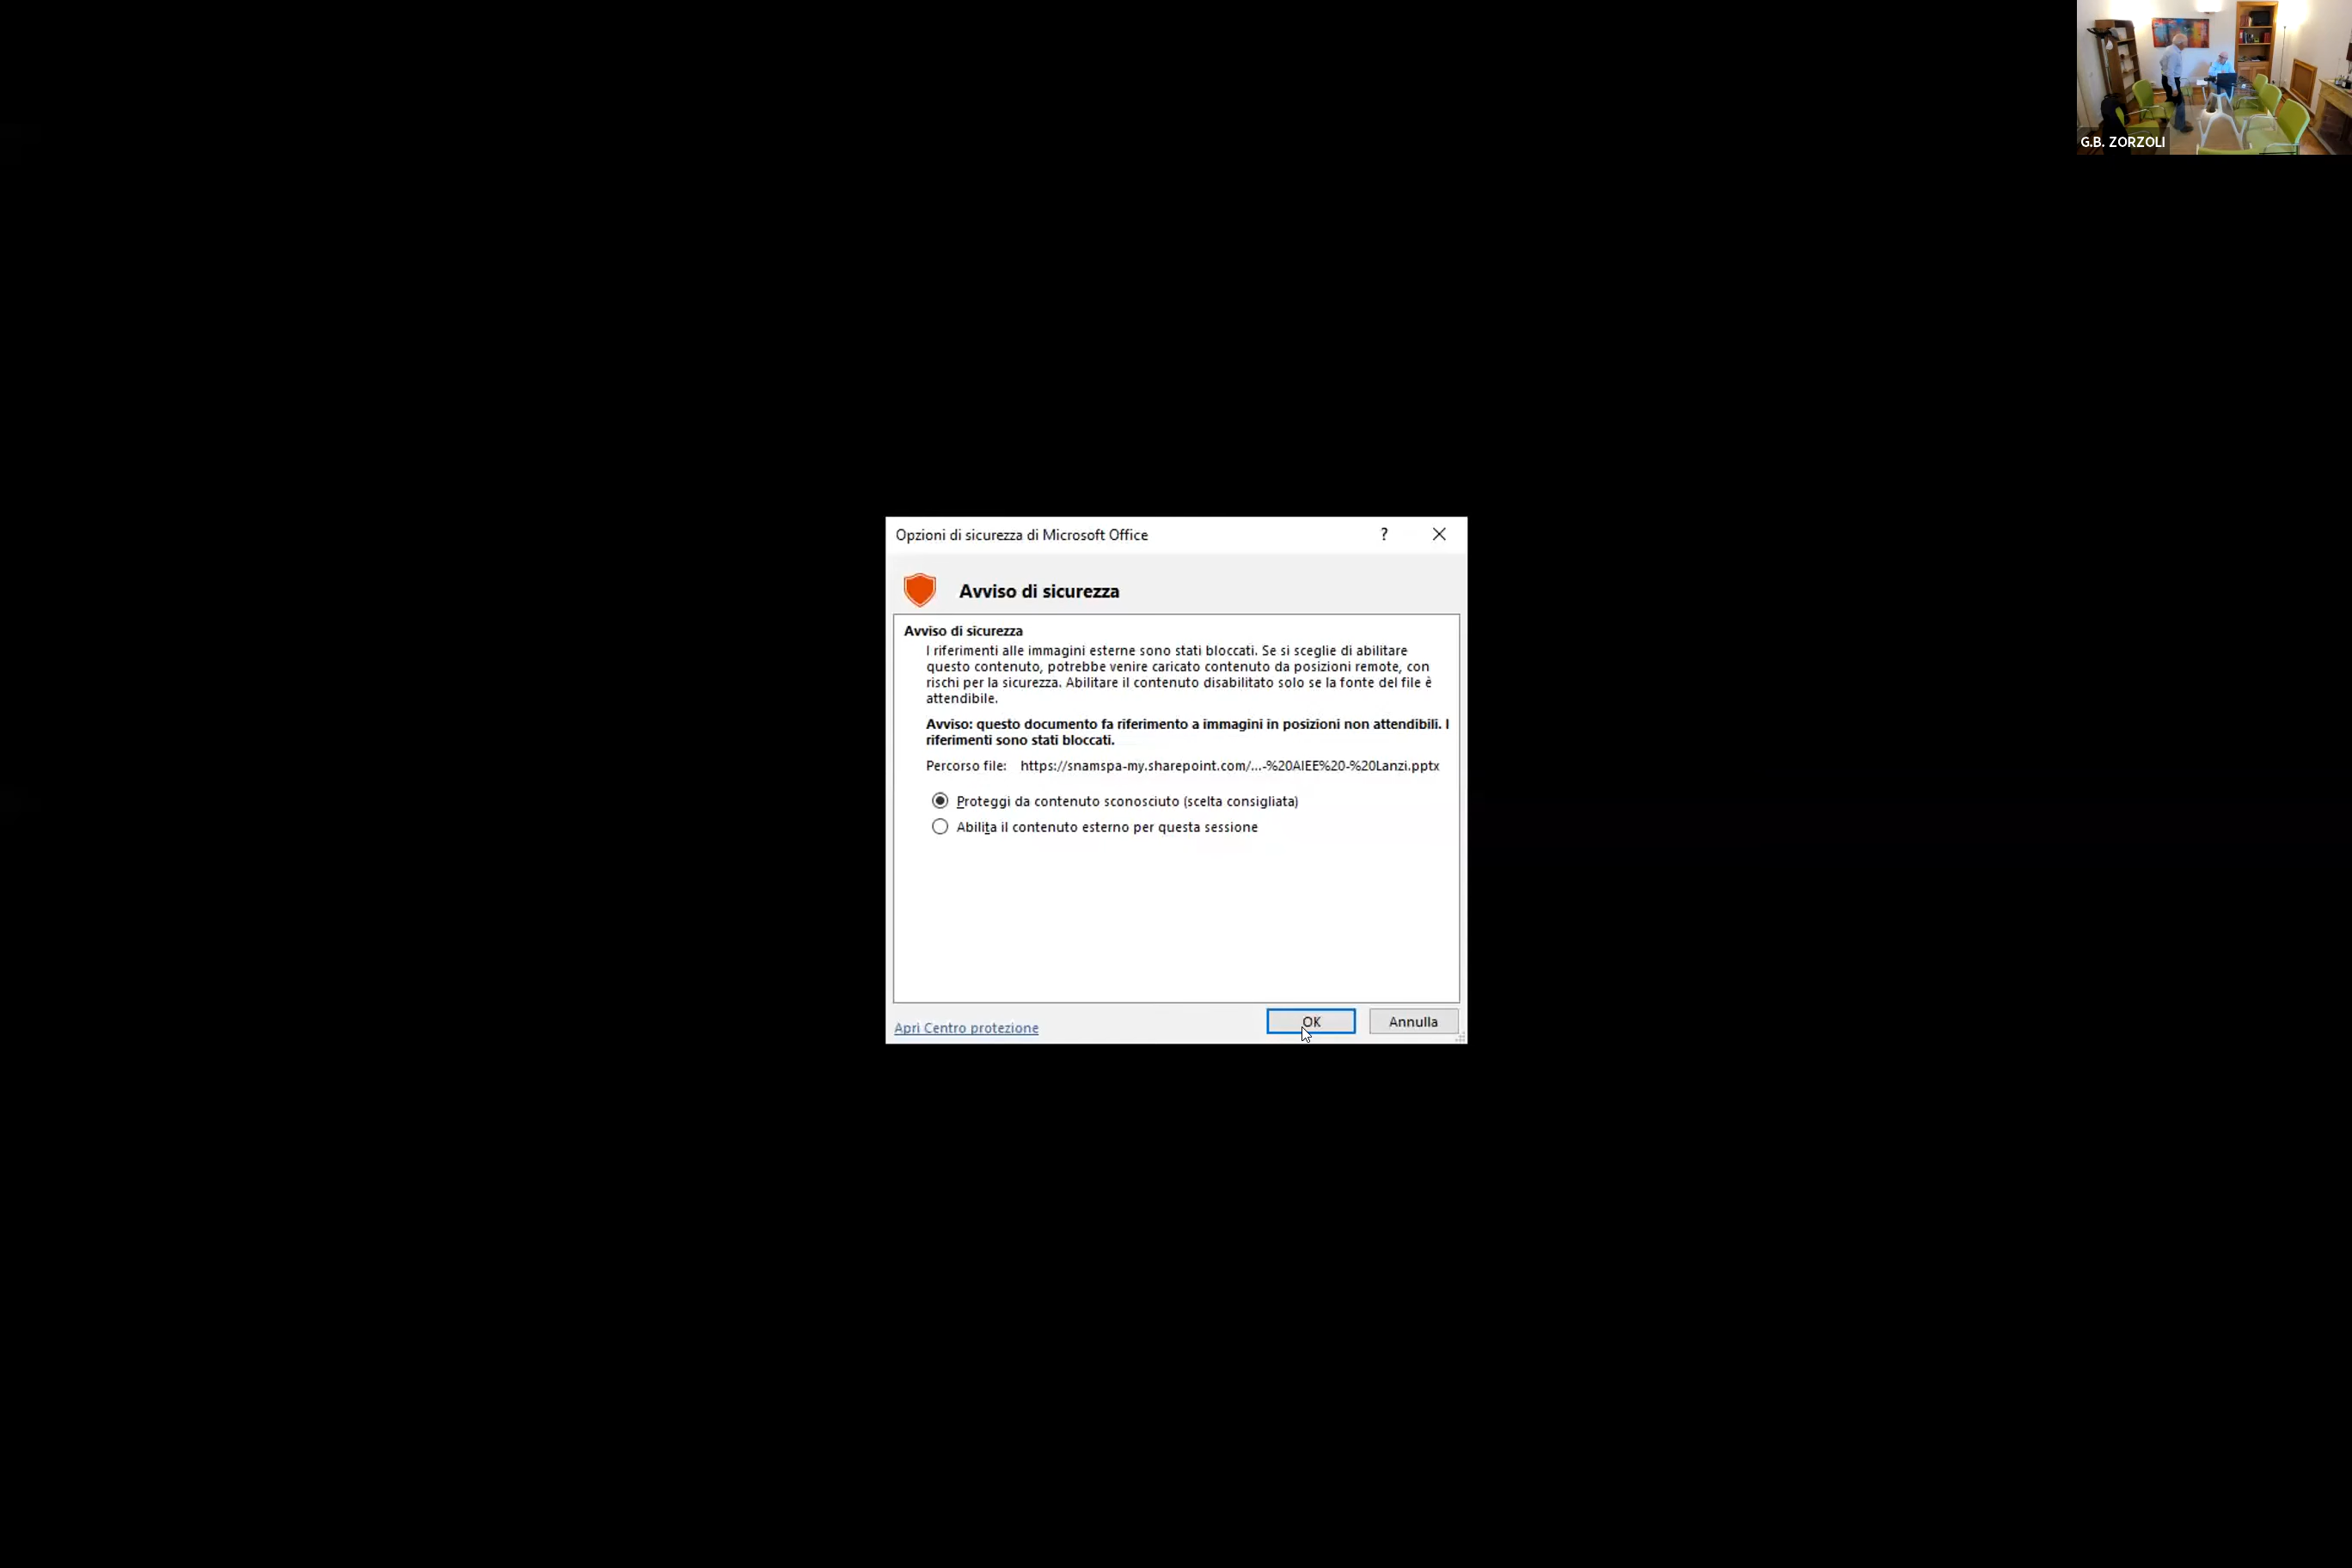 G.B. ZORZOLI
Opzioni di sicurezza di Microsoft Office
?
Avviso di sicurezza
Avviso di sicurezza
I riferimenti alle immagini esterne sono stati bloccati. Se si sceglie di abilitare
questo contenuto, potrebbe venire caricato contenuto da posizioni remote, con
rischi per la sicurezza. Abilitare il contenuto disabilitato solo se la fonte del file è
attendibile.
Avviso: questo documento fa riferimento a immagini in posizioni non attendibili. I
riferimenti sono stati bloccati.
Percorso file: https://snamspa-my.sharepoint.com/...-%20AIEE%20-%20Lanzi.pptx
Proteggi da contenuto sconosciuto (scelta consigliata)
Abilita il contenuto esterno per questa sessione
Apri Centro protezione
OK
Annulla